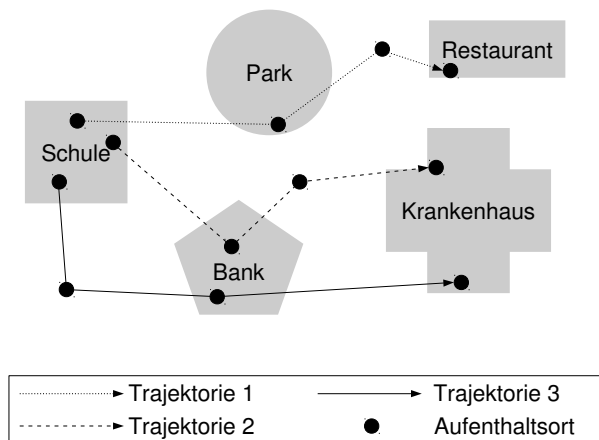 Restaurant
Park
Schule
Krankenhaus
Bank
Trajektorie 1
Trajektorie 3
Trajektorie 2
Aufenthaltsort